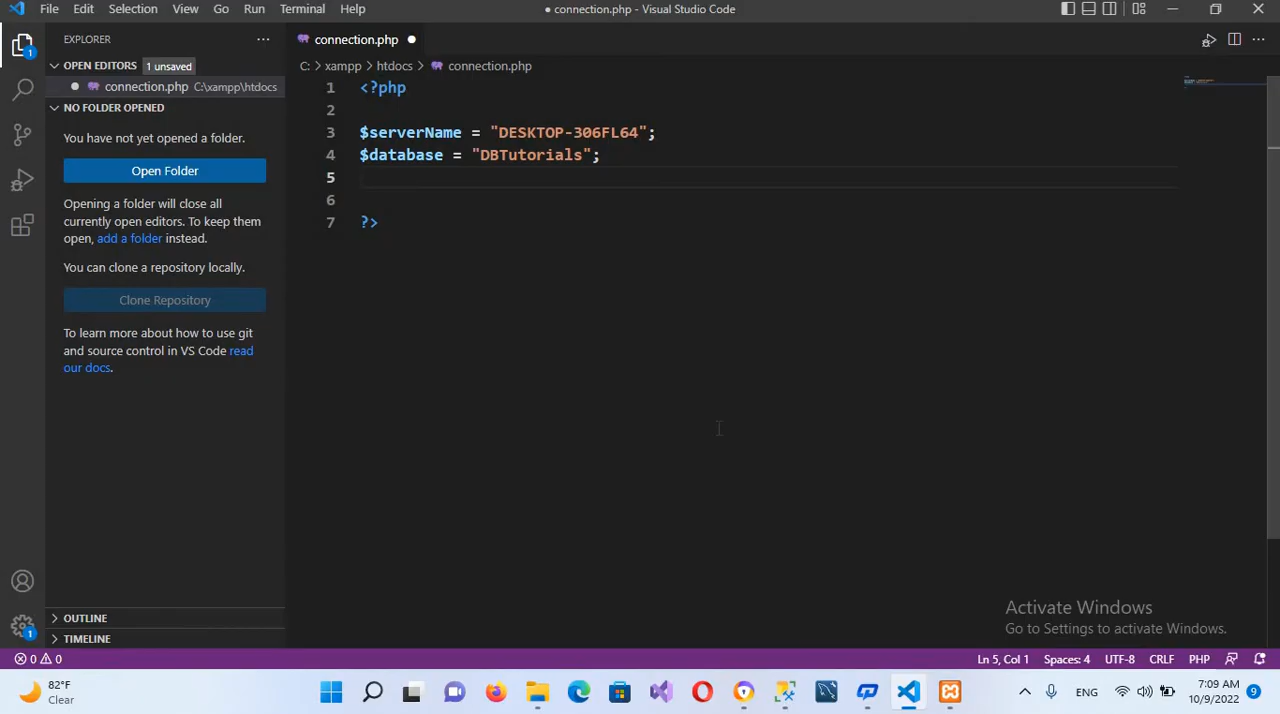 File Edit Selection View Go Run Terminal Help ● connection.php - Visual Studio Code
EXPLORER ···
OPEN EDITORS 1 unsaved
● connection.php C:\xampp\htdocs
NO FOLDER OPENED
You have not yet opened a folder.
Open Folder
Opening a folder will close all
currently open editors. To keep them
open, add a folder instead.
You can clone a repository locally.
Clone Repository
To learn more about how to use git
and source control in VS Code read
our docs.
OUTLINE
TIMELINE
1
1
connection.php ●
C: > xampp > htdocs > connection.php
1 <?php
2
3 $serverName = "DESKTOP-306FL64";
4 $database = "DBTutorials";
5
6
7 ?>
Activate Windows
Go to Settings to activate Windows.
0 0 Ln 5, Col 1 Spaces: 4 UTF-8 CRLF PHP
82°F
Clear
ENG
7:09 AM
10/9/2022
9